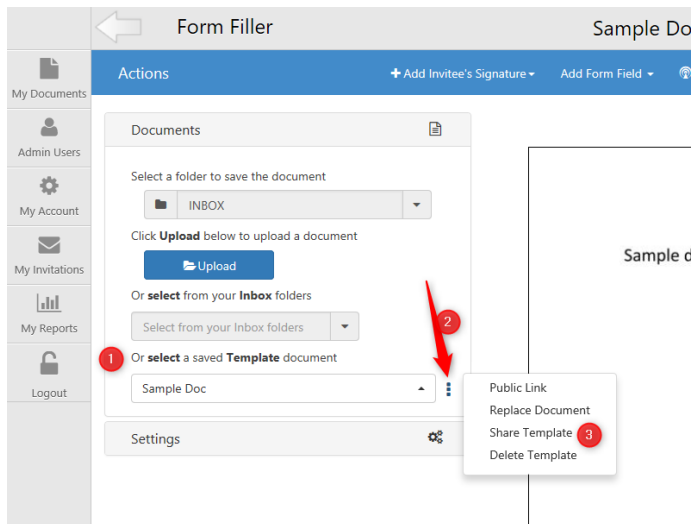 Form Filler
Sample Do
My Documents
Admin Users
My Account
My Invitations
My Reports
Logout
Actions
Add Invitee's Signature
Add Form Field
Documents
Select a folder to save the document
INBOX
Click Upload below to upload a document
Upload
Or select from your Inbox folders
Select from your Inbox folders
2
1
Or select a saved Template document
Sample Doc
Public Link
Replace Document
Share Template
3
Delete Template
Settings
Sample d